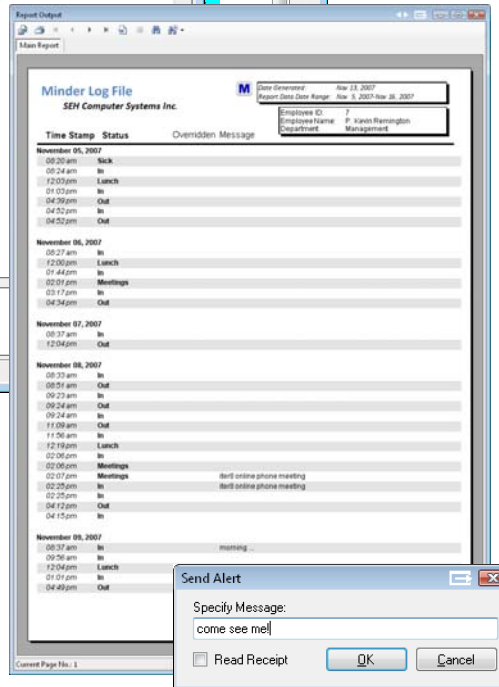 Report Output
Main Report
Minder Log File
SEH Computer Systems Inc.
M
Date Generated: Nov 13, 2007
Report Data Date Range: Nov 5, 2007-Nov 16, 2007
Employee ID: 7
Employee Name: P. Kevin Remington
Department: Management
Time Stamp Status Overridden Message
November 05, 2007
08:20 am Sick
08:24 am In
12:03 pm Lunch
01:03 pm In
04:39 pm Out
04:52 pm In
04:52 pm Out
November 06, 2007
08:27 am In
12:00 pm Lunch
01:44 pm In
02:01 pm Meetings
03:17 pm In
04:34 pm Out
November 07, 2007
08:37 am In
12:04 pm Out
November 08, 2007
08:33 am In
08:51 am Out
09:23 am In
09:24 am Out
09:24 am In
11:09 am Out
11:56 am In
12:19 pm Lunch
02:06 pm In
02:06 pm Meetings
02:07 pm Meetings online phone meeting
02:25 pm In online phone meeting
02:25 pm In
04:12 pm Out
04:15 pm In
November 09, 2007
08:37 am In morning ...
09:56 am In
12:04 pm Lunch
01:01 pm In
04:49 pm Out
Current Page No.: 1
Send Alert
Specify Message:
come see me!
Read Receipt
OK
Cancel